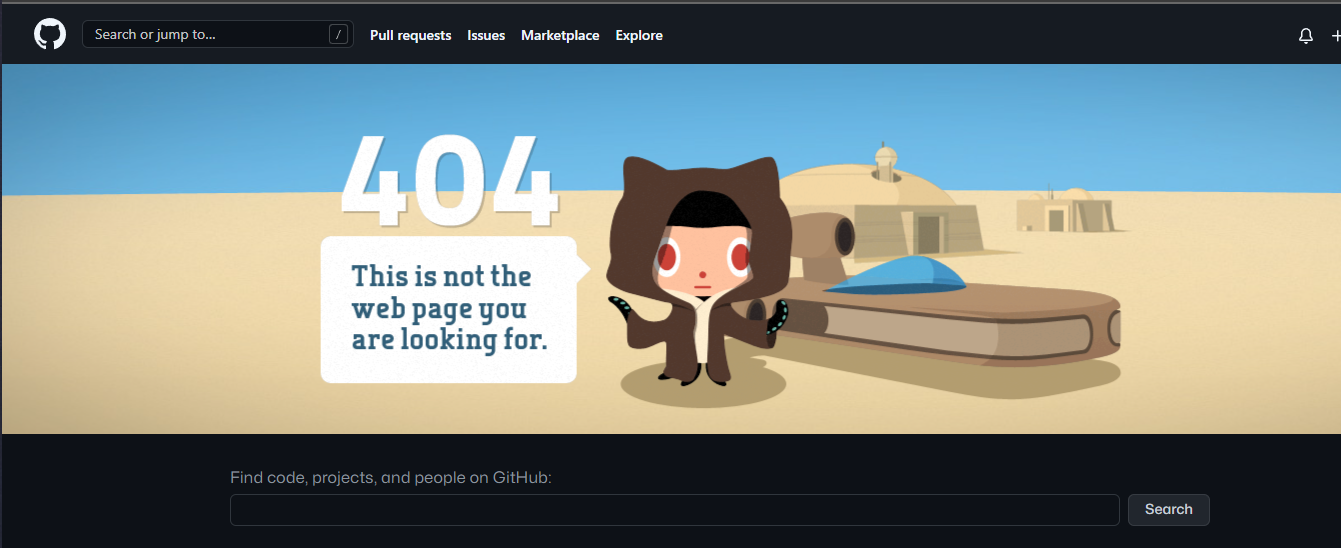 Search or jump to... /
Pull requests Issues Marketplace Explore
404
This is not the
web page you
are looking for.
Find code, projects, and people on GitHub:
Search